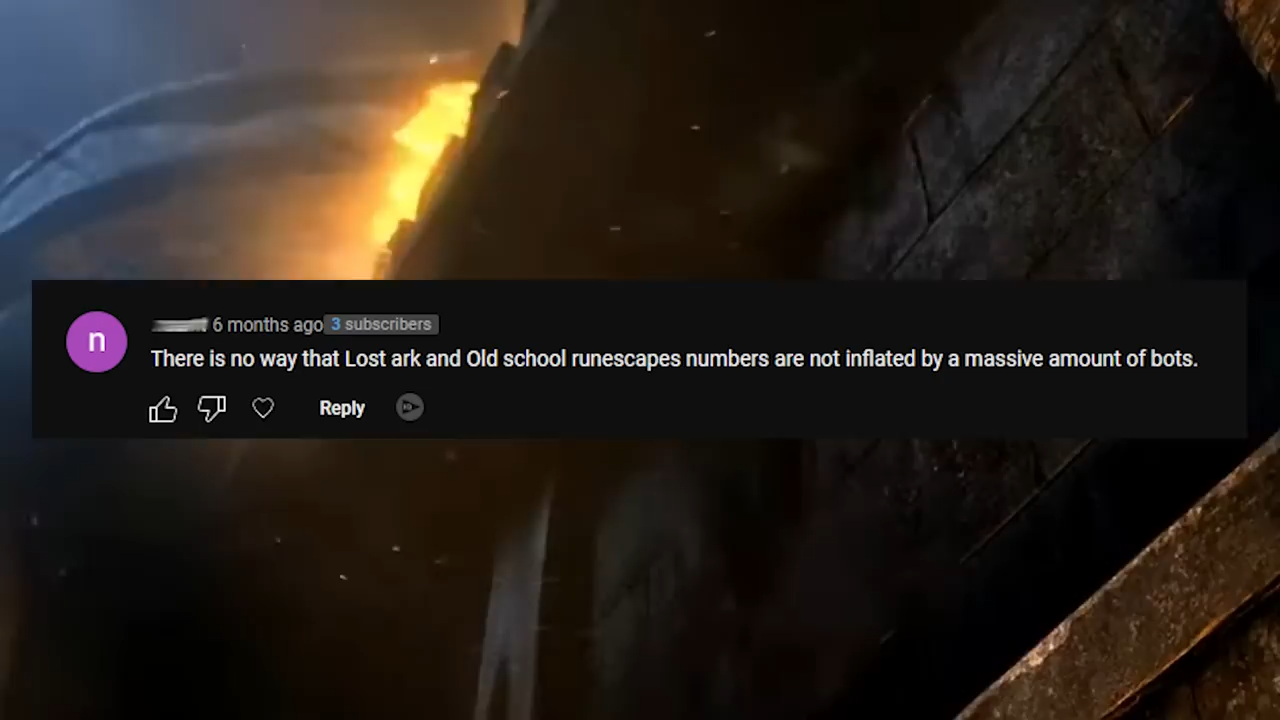 n
6 months ago 3 subscribers
There is no way that Lost ark and Old school runescapes numbers are not inflated by a massive amount of bots.
Reply